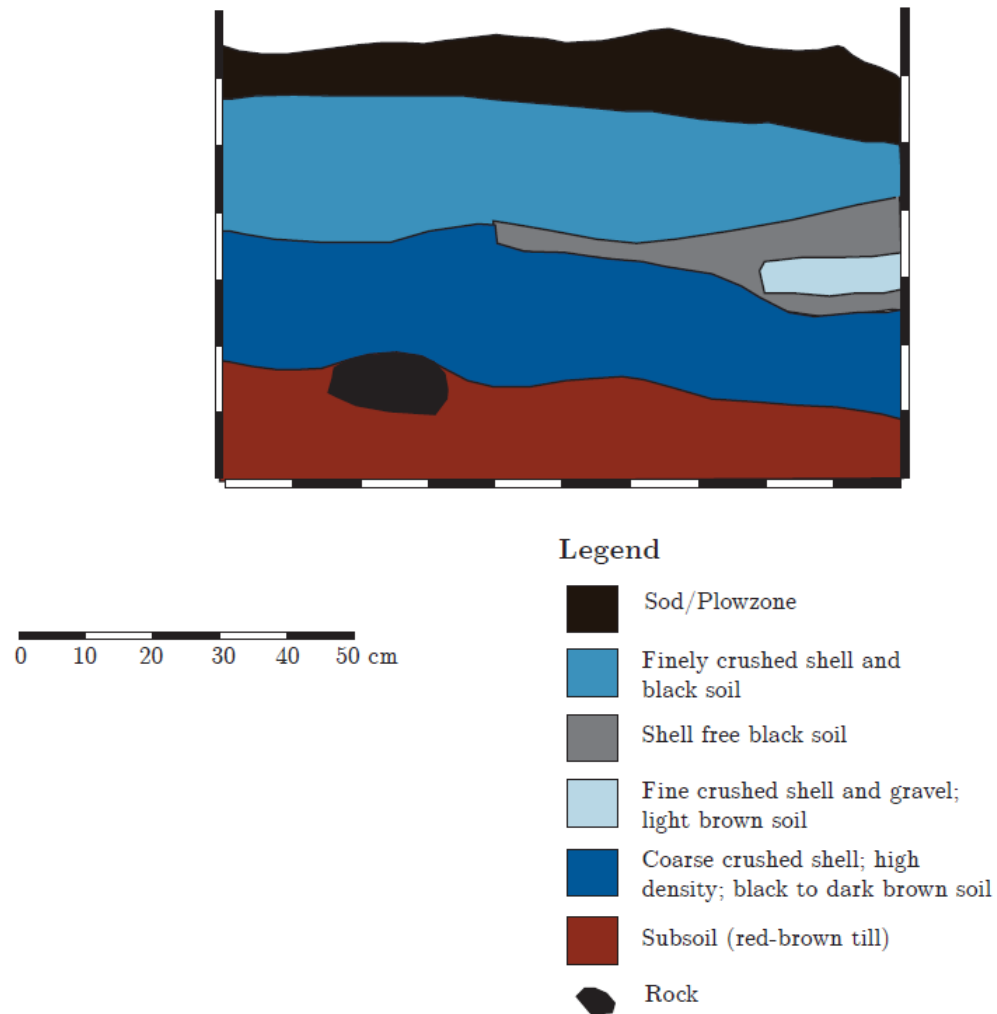 Legend
Sod/Plowzone
Finely crushed shell and
black soil
Shell free black soil
Fine crushed shell and gravel;
light brown soil
Coarse crushed shell; high
density; black to dark brown soil
Subsoil (red-brown till)
Rock
0 10 20 30 40 50 cm